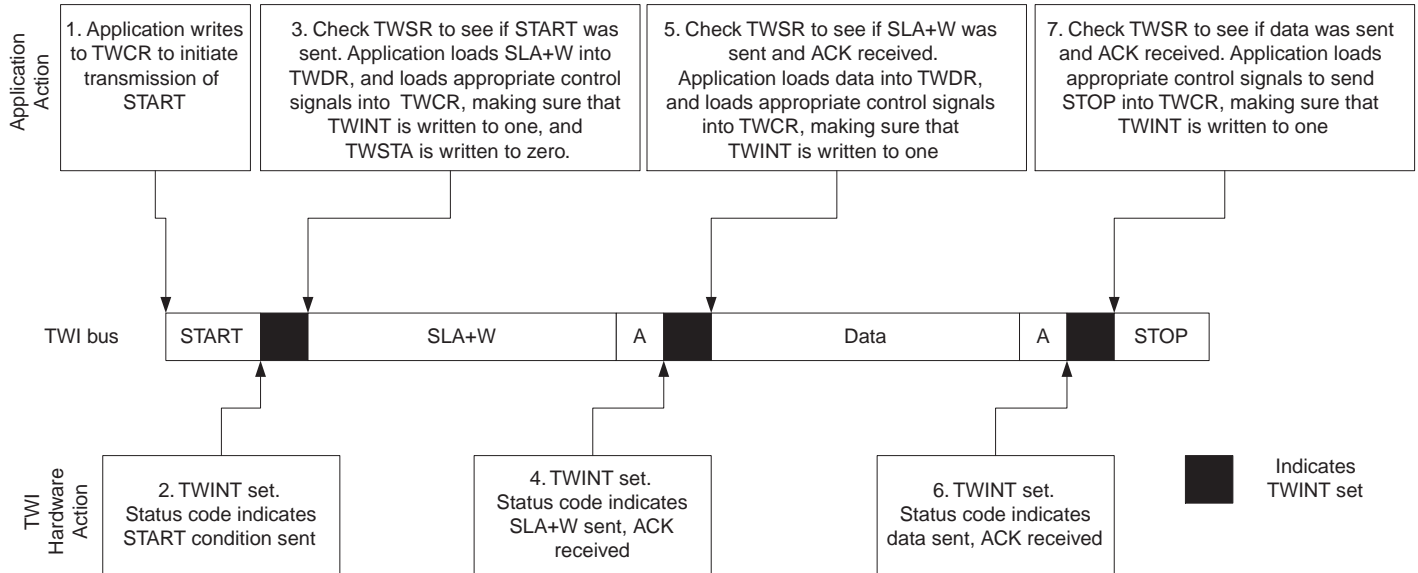 Application
Action
1. Application writes
to TWCR to initiate
transmission of
START
3. Check TWSR to see if START was
sent. Application loads SLA+W into
TWDR, and loads appropriate control
signals into TWCR, making sure that
TWINT is written to one, and
TWSTA is written to zero.
5. Check TWSR to see if SLA+W was
sent and ACK received.
Application loads data into TWDR,
and loads appropriate control signals
into TWCR, making sure that
TWINT is written to one
7. Check TWSR to see if data was sent
and ACK received. Application loads
appropriate control signals to send
STOP into TWCR, making sure that
TWINT is written to one
TWI bus
START
SLA+W
A
Data
A
STOP
TWI
Hardware
Action
2. TWINT set.
Status code indicates
START condition sent
4. TWINT set.
Status code indicates
SLA+W sent, ACK
received
6. TWINT set.
Status code indicates
data sent, ACK received
Indicates
TWINT set